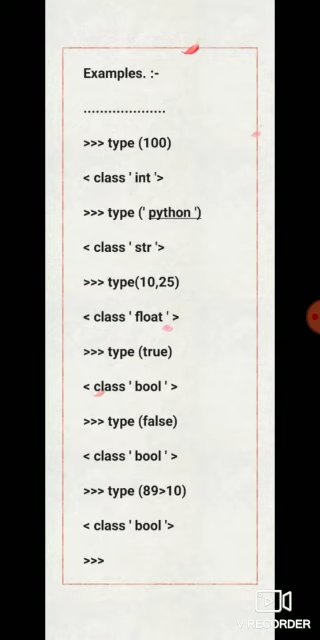 Examples. :-
....................
>>> type (100)
< class ' int '>
>>> type (' python ')
< class ' str '>
>>> type(10,25)
< class ' float ' >
>>> type (true)
< class ' bool ' >
>>> type (false)
< class ' bool ' >
>>> type (89>10)
< class ' bool '>
>>>
RECORDER